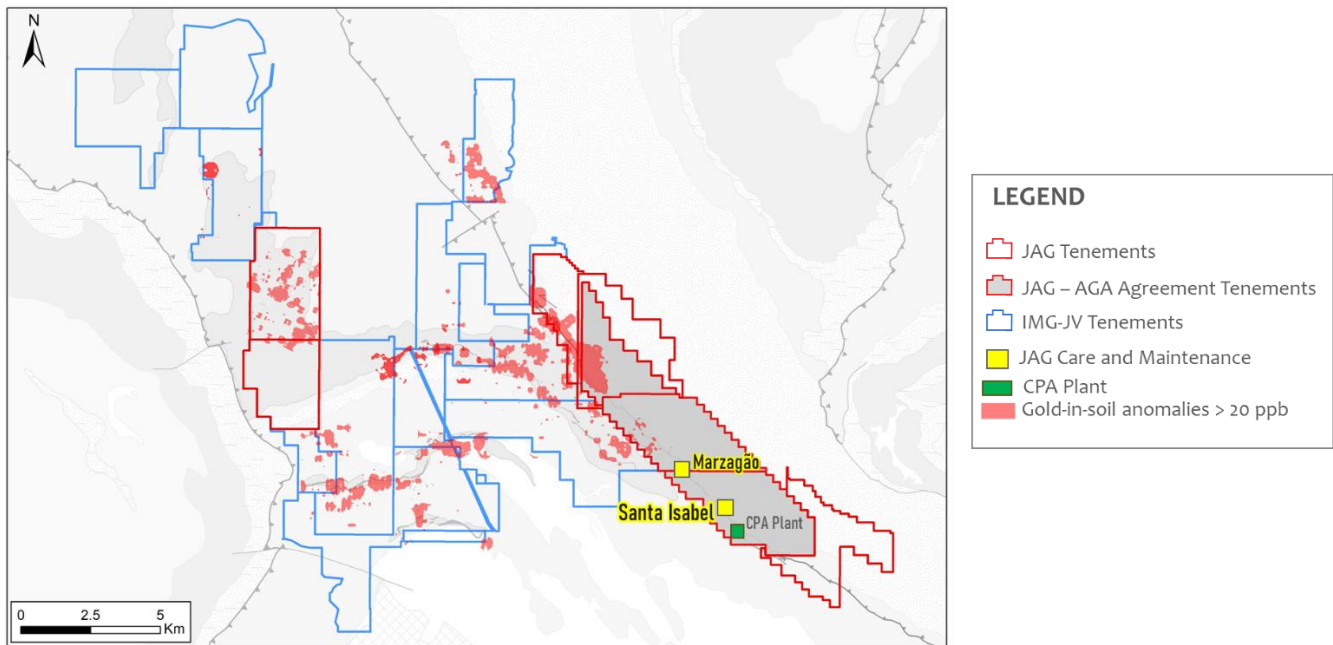 N
Marzagão
Santa Isabel
CPA Plant
0 2.5 5
Km
LEGEND
JAG Tenements
JAG – AGA Agreement Tenements
IMG-JV Tenements
JAG Care and Maintenance
CPA Plant
Gold-in-soil anomalies > 20 ppb